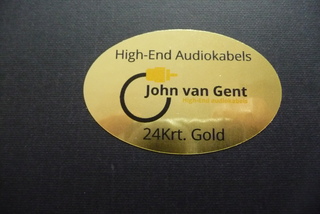 High-End Audiokabels
John van Gent
High-end audiokabels
24Krt. Gold